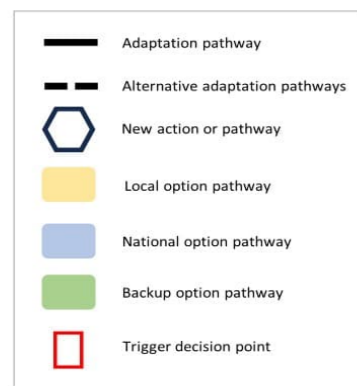 Adaptation pathway
Alternative adaptation pathways
New action or pathway
Local option pathway
National option pathway
Backup option pathway
Trigger decision point